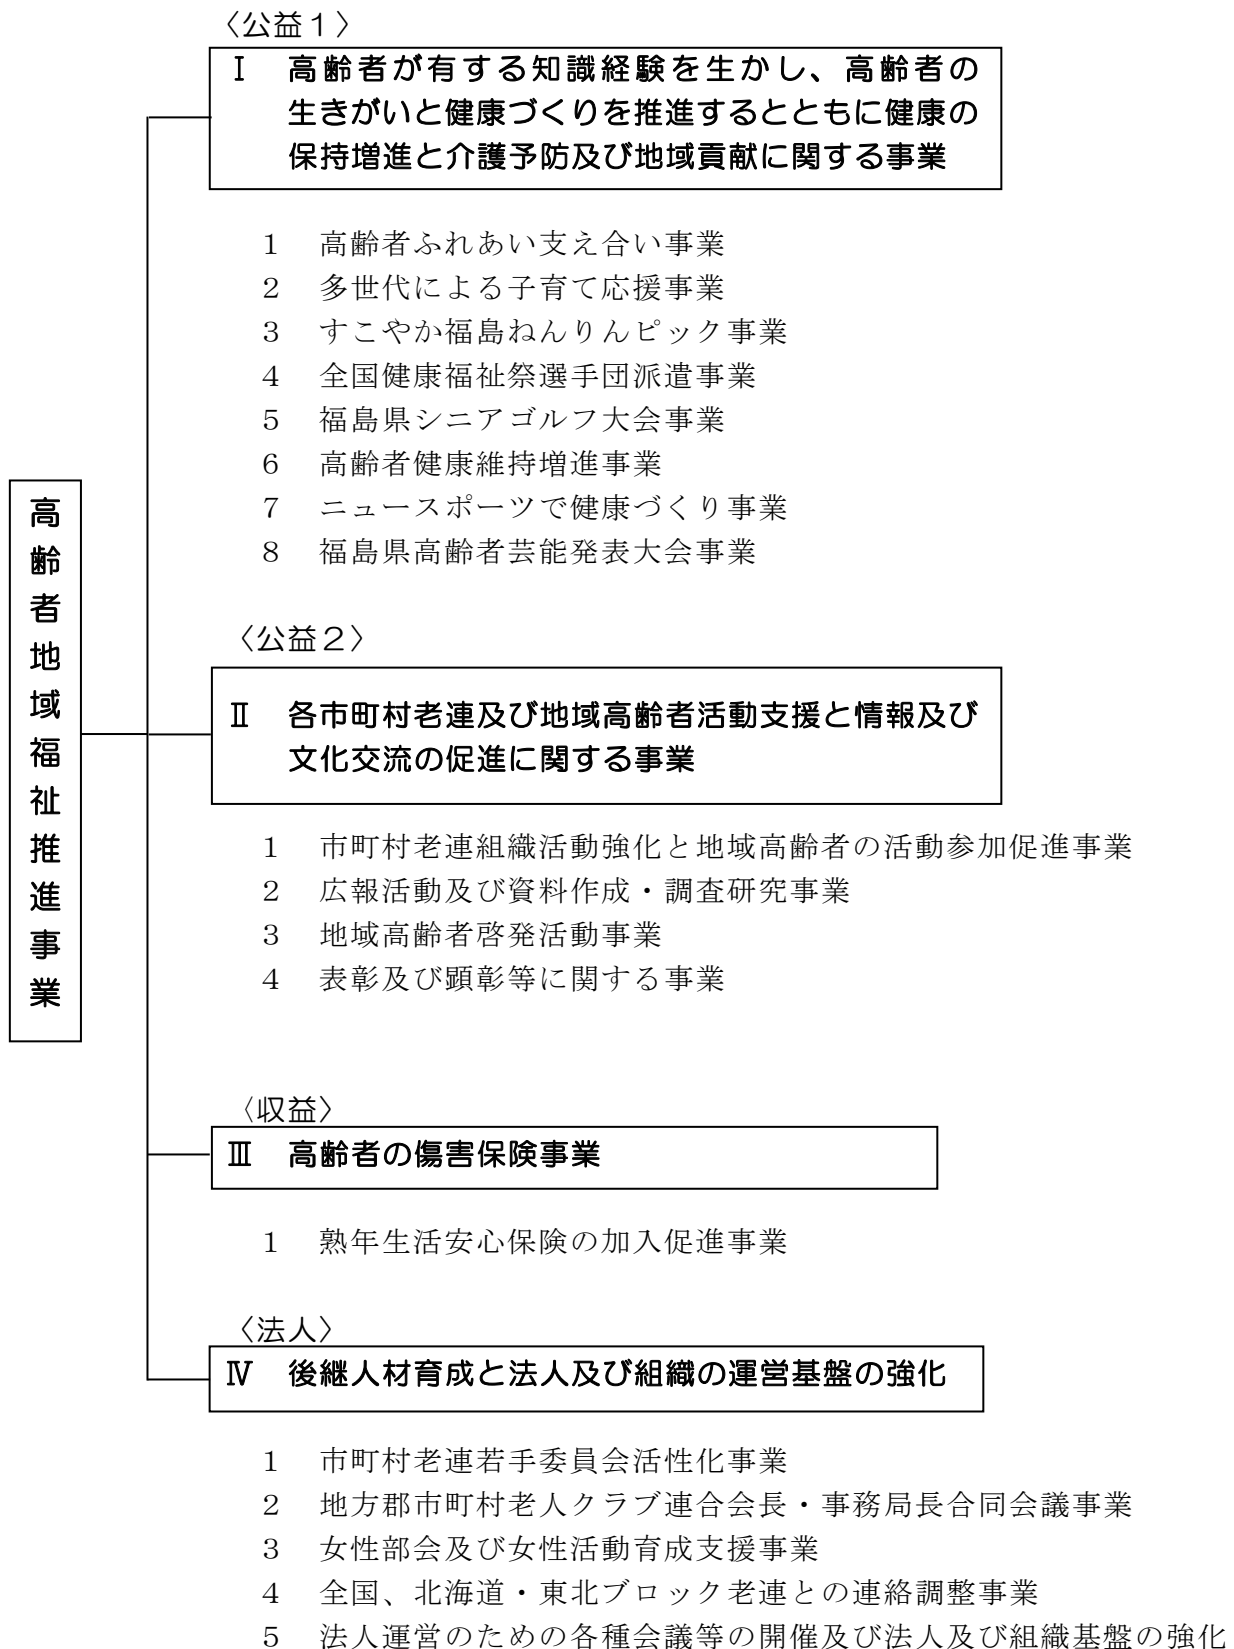 〈公益１〉
Ⅰ 高齢者が有する知識経験を生かし、高齢者の
生きがいと健康づくりを推進するとともに健康の
保持増進と介護予防及び地域貢献に関する事業
１ 高齢者ふれあい支え合い事業
２ 多世代による子育て応援事業
３ すこやか福島ねんりんピック事業
４ 全国健康福祉祭選手団派遣事業
５ 福島県シニアゴルフ大会事業
６ 高齢者健康維持増進事業
７ ニュースポーツで健康づくり事業
８ 福島県高齢者芸能発表大会事業
高齢者地域福祉推進事業
〈公益２〉
Ⅱ 各市町村老連及び地域高齢者活動支援と情報及び
文化交流の促進に関する事業
１ 市町村老連組織活動強化と地域高齢者の活動参加促進事業
２ 広報活動及び資料作成・調査研究事業
３ 地域高齢者啓発活動事業
４ 表彰及び顕彰等に関する事業
〈収益〉
Ⅲ 高齢者の傷害保険事業
１ 熟年生活安心保険の加入促進事業
〈法人〉
Ⅳ 後継人材育成と法人及び組織の運営基盤の強化
１ 市町村老連若手委員会活性化事業
２ 地方郡市町村老人クラブ連合会長・事務局長合同会議事業
３ 女性部会及び女性活動育成支援事業
４ 全国、北海道・東北ブロック老連との連絡調整事業
５ 法人運営のための各種会議等の開催及び法人及び組織基盤の強化